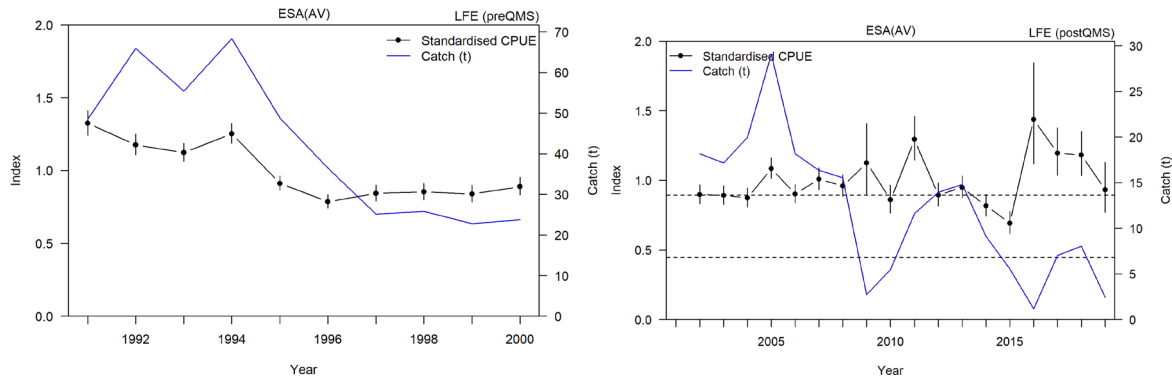 ESA(AV) LFE (preQMS)
Standardised CPUE
Catch (t)
2.0
1.5
1.0
0.5
0.0
Index
70
60
50
40
30
20
10
0
Catch (t)
1992 1994 1996 1998 2000
Year
ESA(AV) LFE (postQMS)
Standardised CPUE
Catch (t)
2.0
1.5
1.0
0.5
0.0
Index
30
25
20
15
10
5
0
Catch (t)
2005 2010 2015
Year